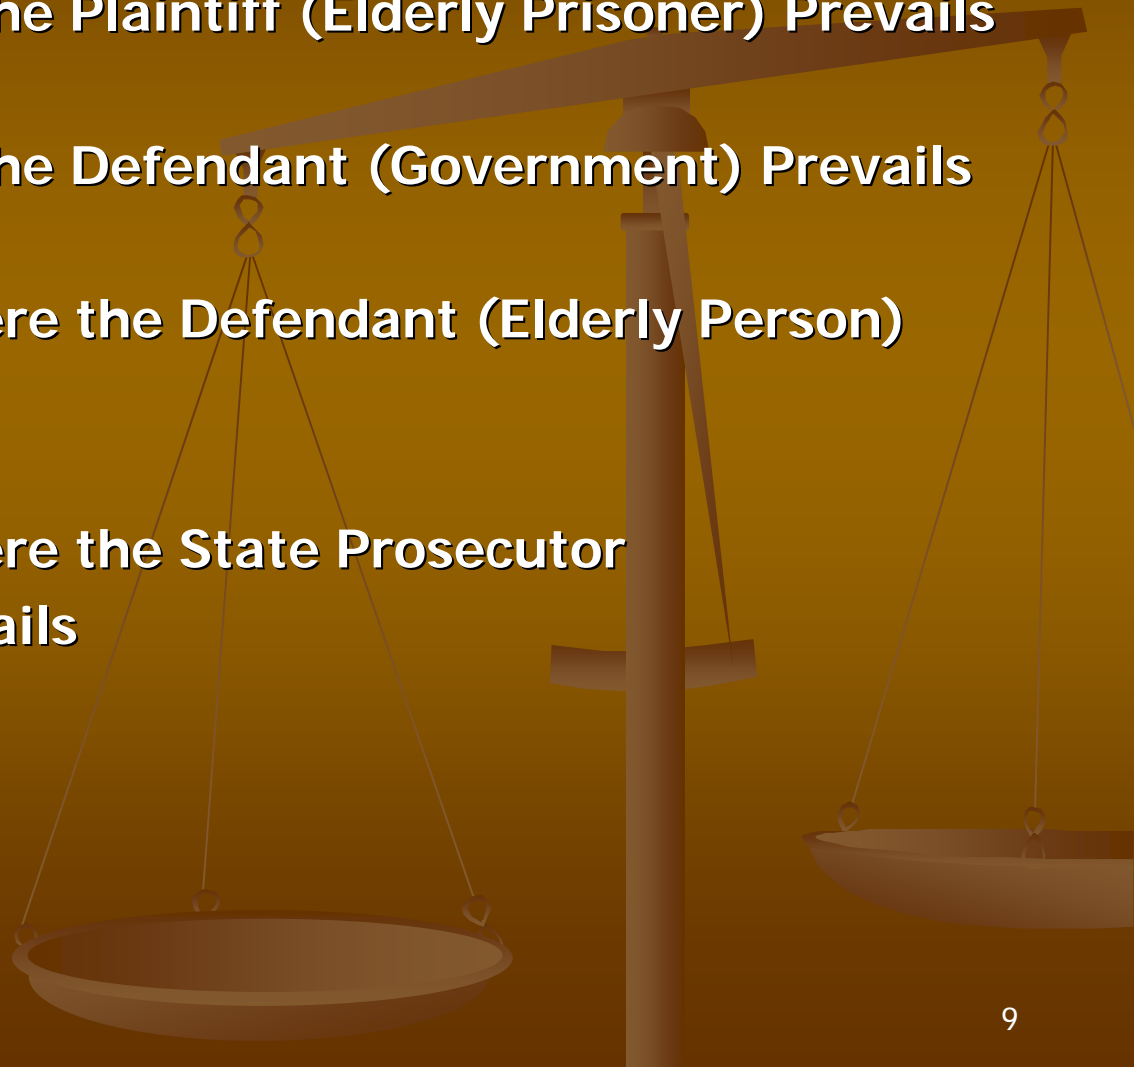 he Plaintiff (Elderly Prisoner) Prevails
he Defendant (Government) Prevails
ere the Defendant (Elderly Person)
ere the State Prosecutor
ails
9